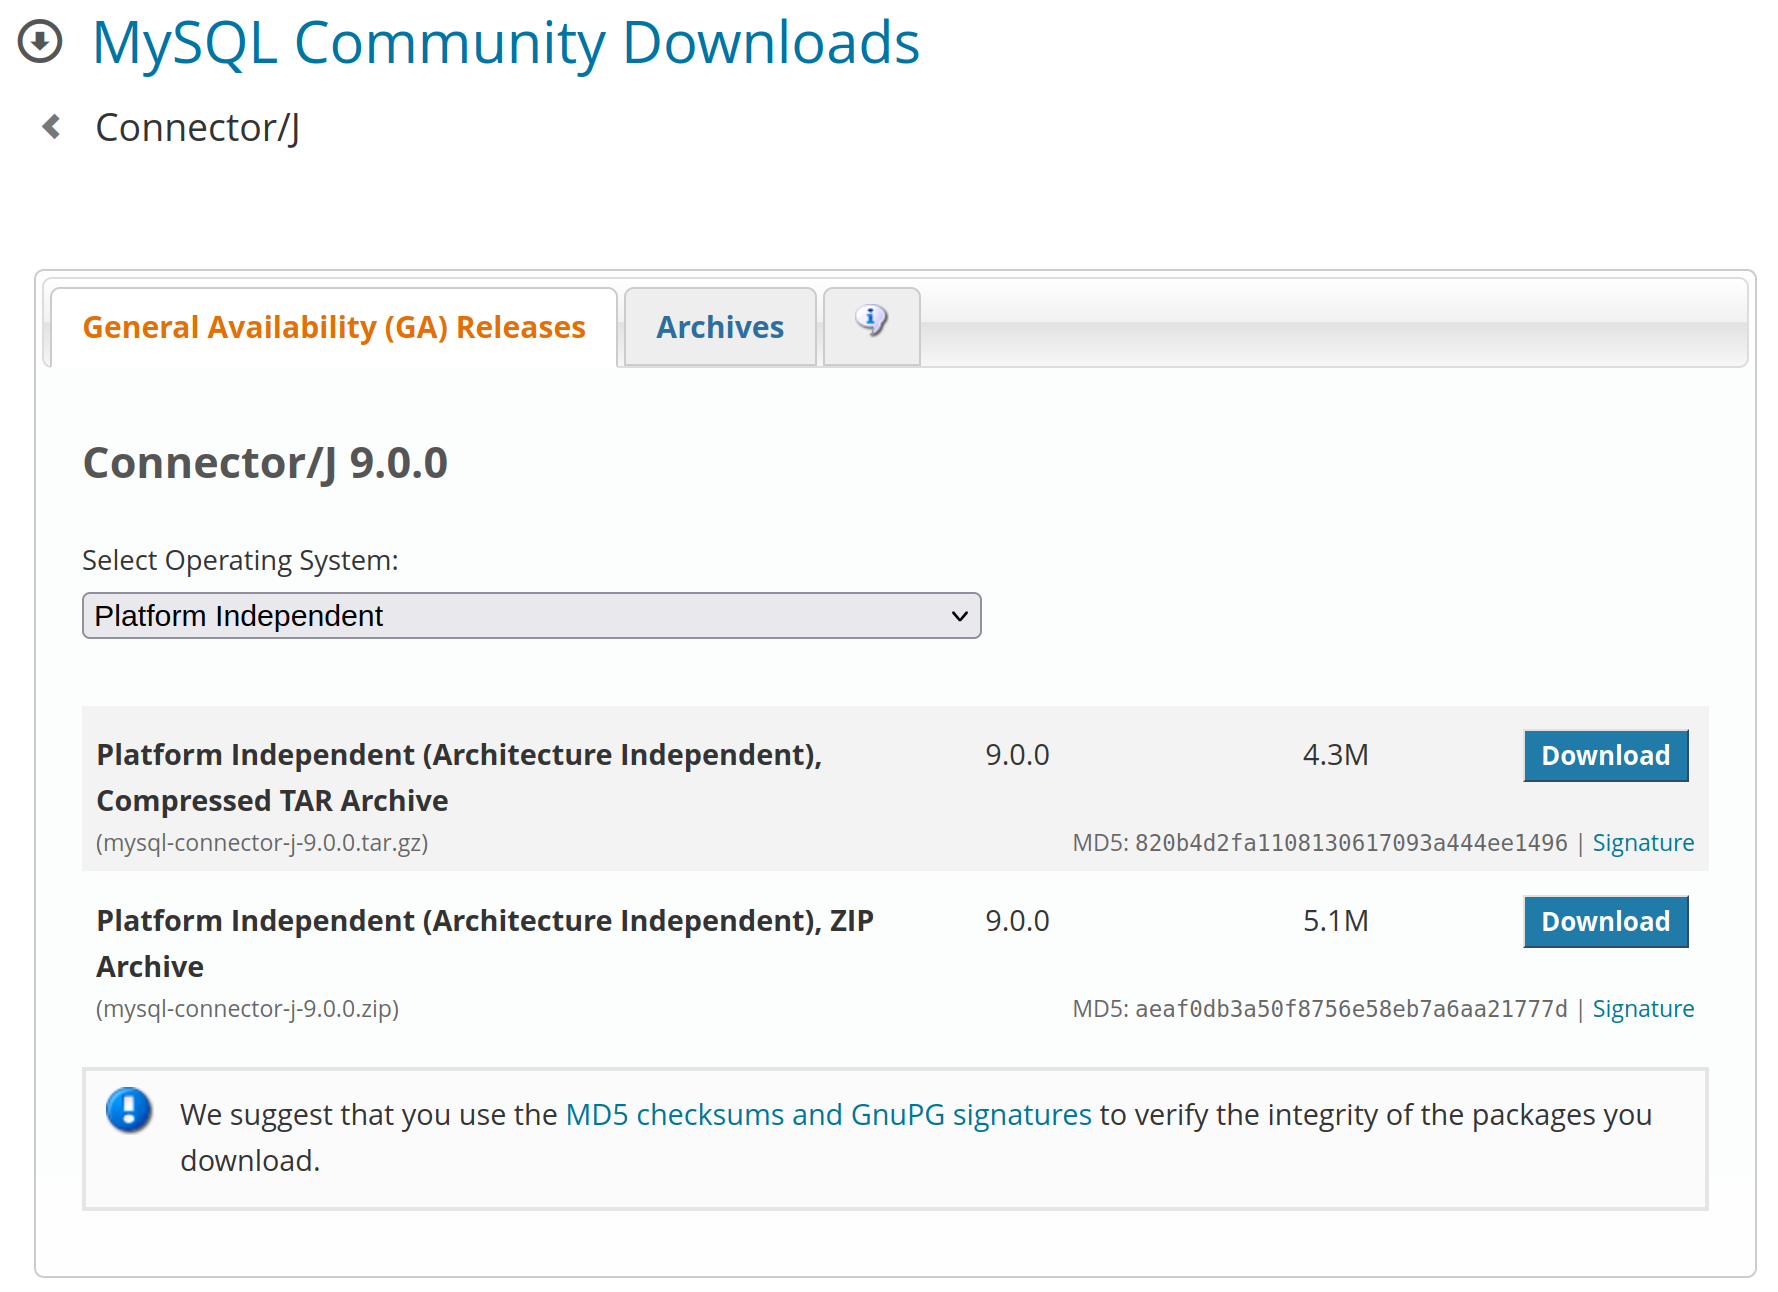 MySQL Community Downloads
Connector/J
General Availability (GA) Releases
Archives
Connector/J 9.0.0
Select Operating System:
Platform Independent
Platform Independent (Architecture Independent), 9.0.0 4.3M Download
Compressed TAR Archive
(mysql-connector-j-9.0.0.tar.gz) MD5: 820b4d2fa1108130617093a444ee1496 | Signature
Platform Independent (Architecture Independent), ZIP 9.0.0 5.1M Download
Archive
(mysql-connector-j-9.0.0.zip) MD5: aeaf0db3a50f8756e58eb7a6aa21777d | Signature
We suggest that you use the MD5 checksums and GnuPG signatures to verify the integrity of the packages you
download.